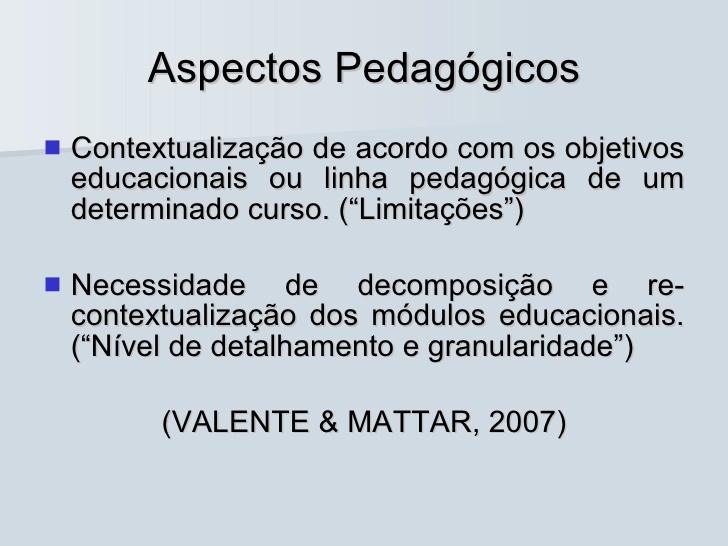 Aspectos Pedagógicos
Contextualização de acordo com os objetivos
educacionais ou linha pedagógica de um
determinado curso. (“Limitações”)
Necessidade de decomposição e re-
contextualização dos módulos educacionais.
(“Nível de detalhamento e granularidade”)
(VALENTE & MATTAR, 2007)